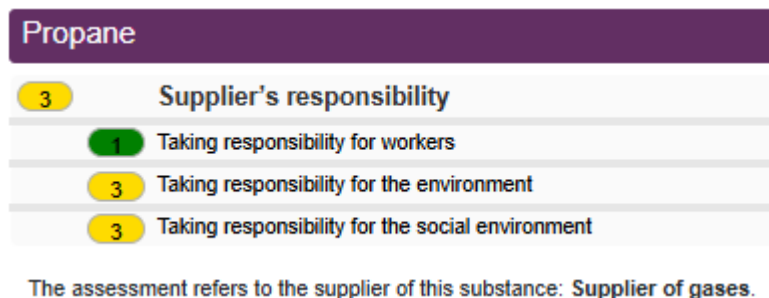 Propane
3 Supplier’s responsibility
1 Taking responsibility for workers
3 Taking responsibility for the environment
3 Taking responsibility for the social environment
The assessment refers to the supplier of this substance: Supplier of gases.